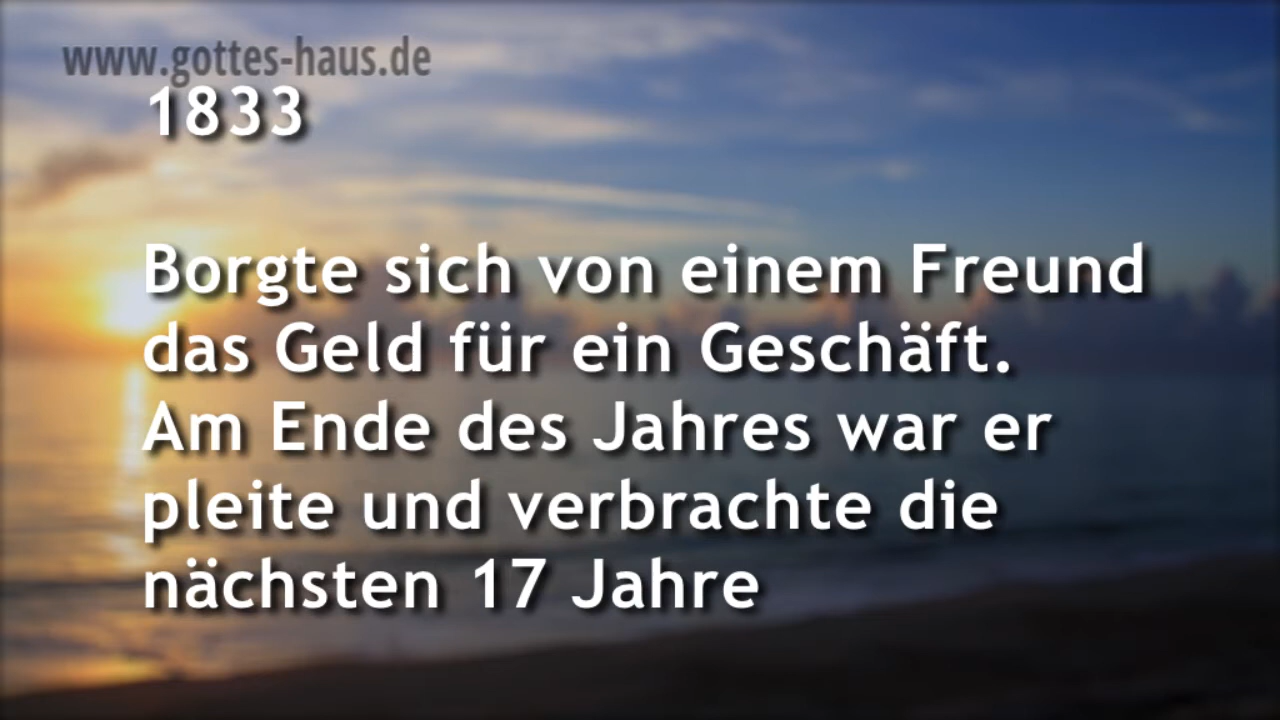 www.gottes-haus.de
1833
Borgte sich von einem Freund
das Geld für ein Geschäft.
Am Ende des Jahres war er
pleite und verbrachte die
nächsten 17 Jahre